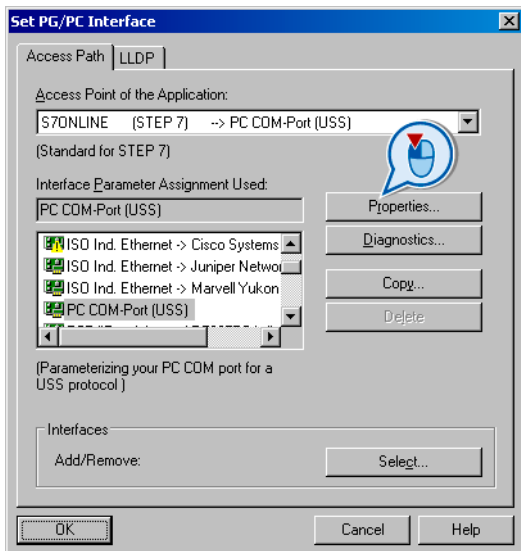 Set PG/PC Interface
Access Path
LLDP
Access Point of the Application:
S7ONLINE (STEP 7) --> PC COM-Port (USS)
(Standard for STEP 7)
Interface Parameter Assignment Used:
PC COM-Port (USS)
Properties...
ISO Ind. Ethernet -> Cisco Systems
Diagnostics...
ISO Ind. Ethernet -> Juniper Networ
ISO Ind. Ethernet -> Marvell Yukon
Copy...
PC COM-Port (USS)
Delete
(Parameterizing your PC COM port for a
USS protocol )
Interfaces
Add/Remove:
Select...
OK
Cancel
Help